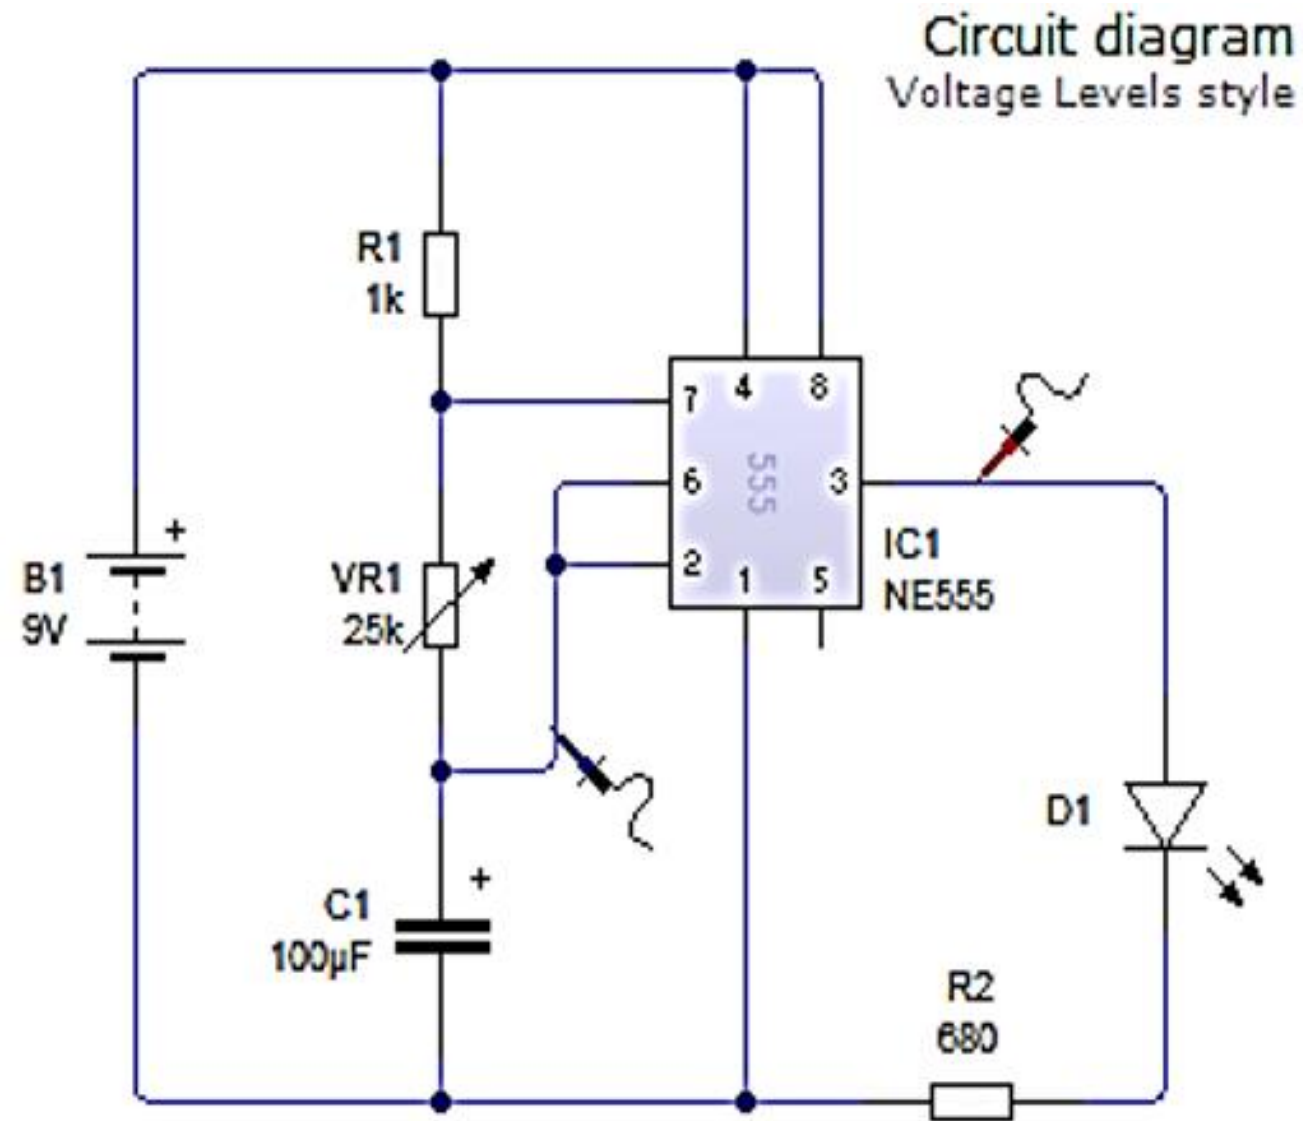 Circuit diagram
Voltage Levels style
R1
1k
7
4
8
6
3
555
2
1
5
IC1
NE555
+
B1
9V
VR1
25k
D1
+
C1
100µF
R2
680